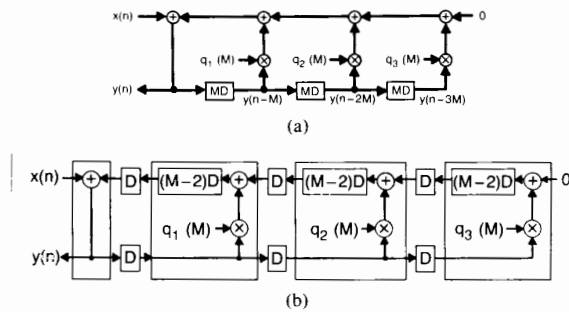 x(n) 0
q₁ (M) q₂ (M) q₃ (M)
y(n) MD y(n−M) MD y(n−2M) MD y(n−3M)
(a)
x(n) D (M−2)D D (M−2)D D (M−2)D 0
q₁ (M) q₂ (M) q₃ (M)
y(n) D D D
(b)